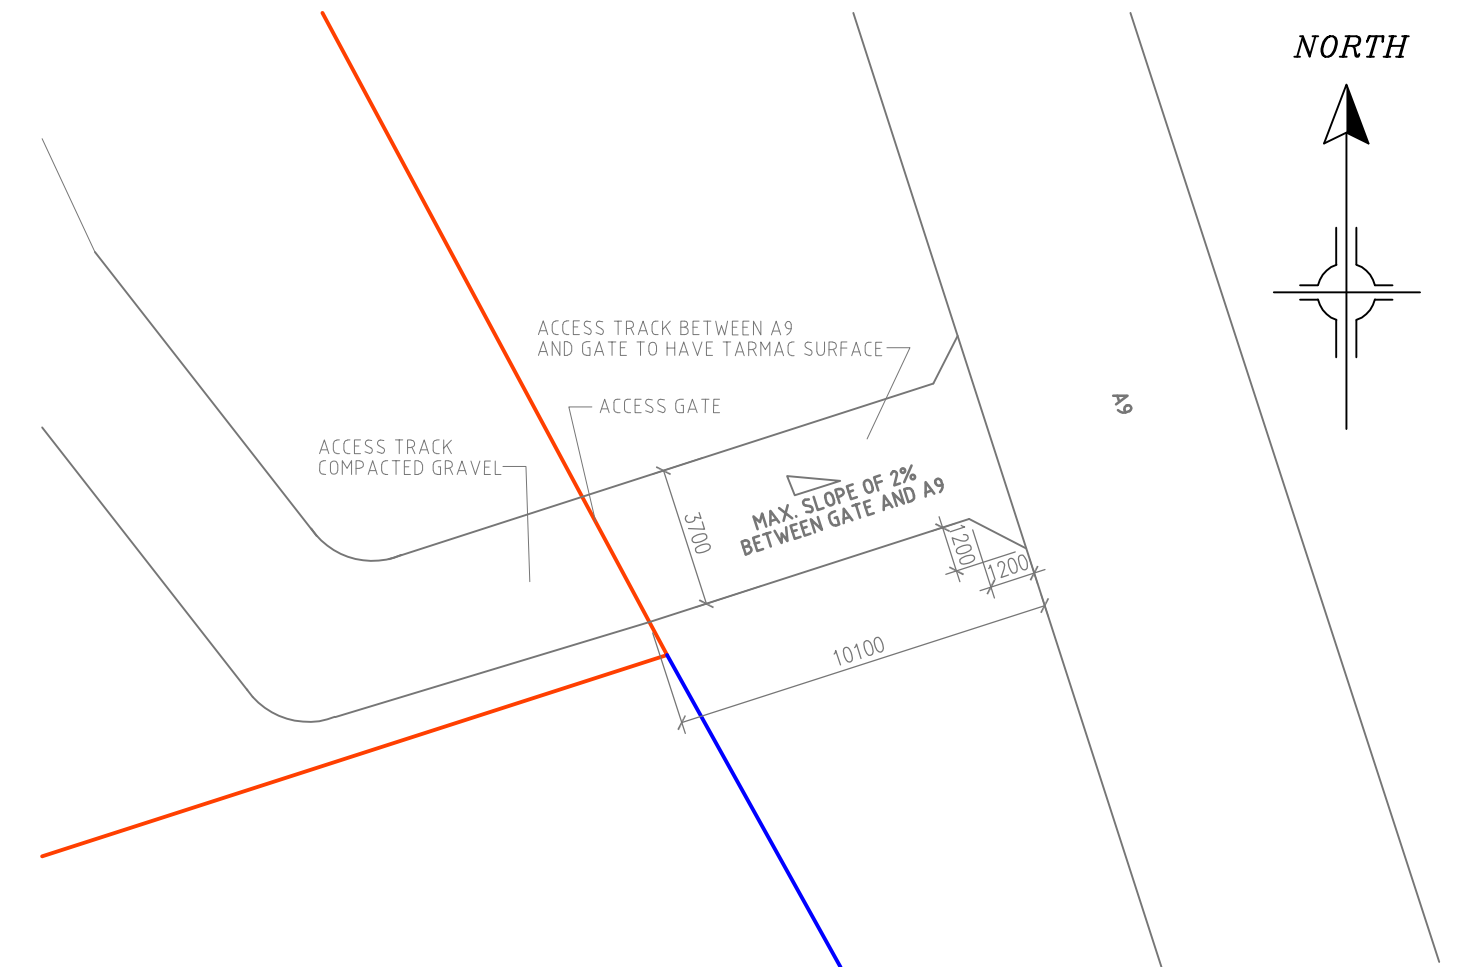 NORTH
ACCESS TRACK BETWEEN A9
AND GATE TO HAVE TARMAC SURFACE
ACCESS GATE
A9
ACCESS TRACK
COMPACTED GRAVEL
MAX. SLOPE OF 2%
BETWEEN GATE AND A9
3700
1200
1200
10100